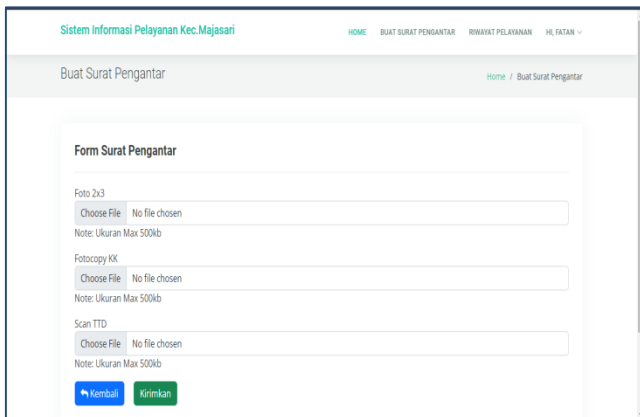 Sistem Informasi Pelayanan Kec.Majasari HOME BUAT SURAT PENGANTAR RIWAYAT PELAYANAN HI, FATAN
Buat Surat Pengantar Home / Buat Surat Pengantar
Form Surat Pengantar
Foto 2x3
Choose File No file chosen
Note: Ukuran Max 500kb
Fotocopy KK
Choose File No file chosen
Note: Ukuran Max 500kb
Scan TTD
Choose File No file chosen
Note: Ukuran Max 500kb
Kembali Kirimkan